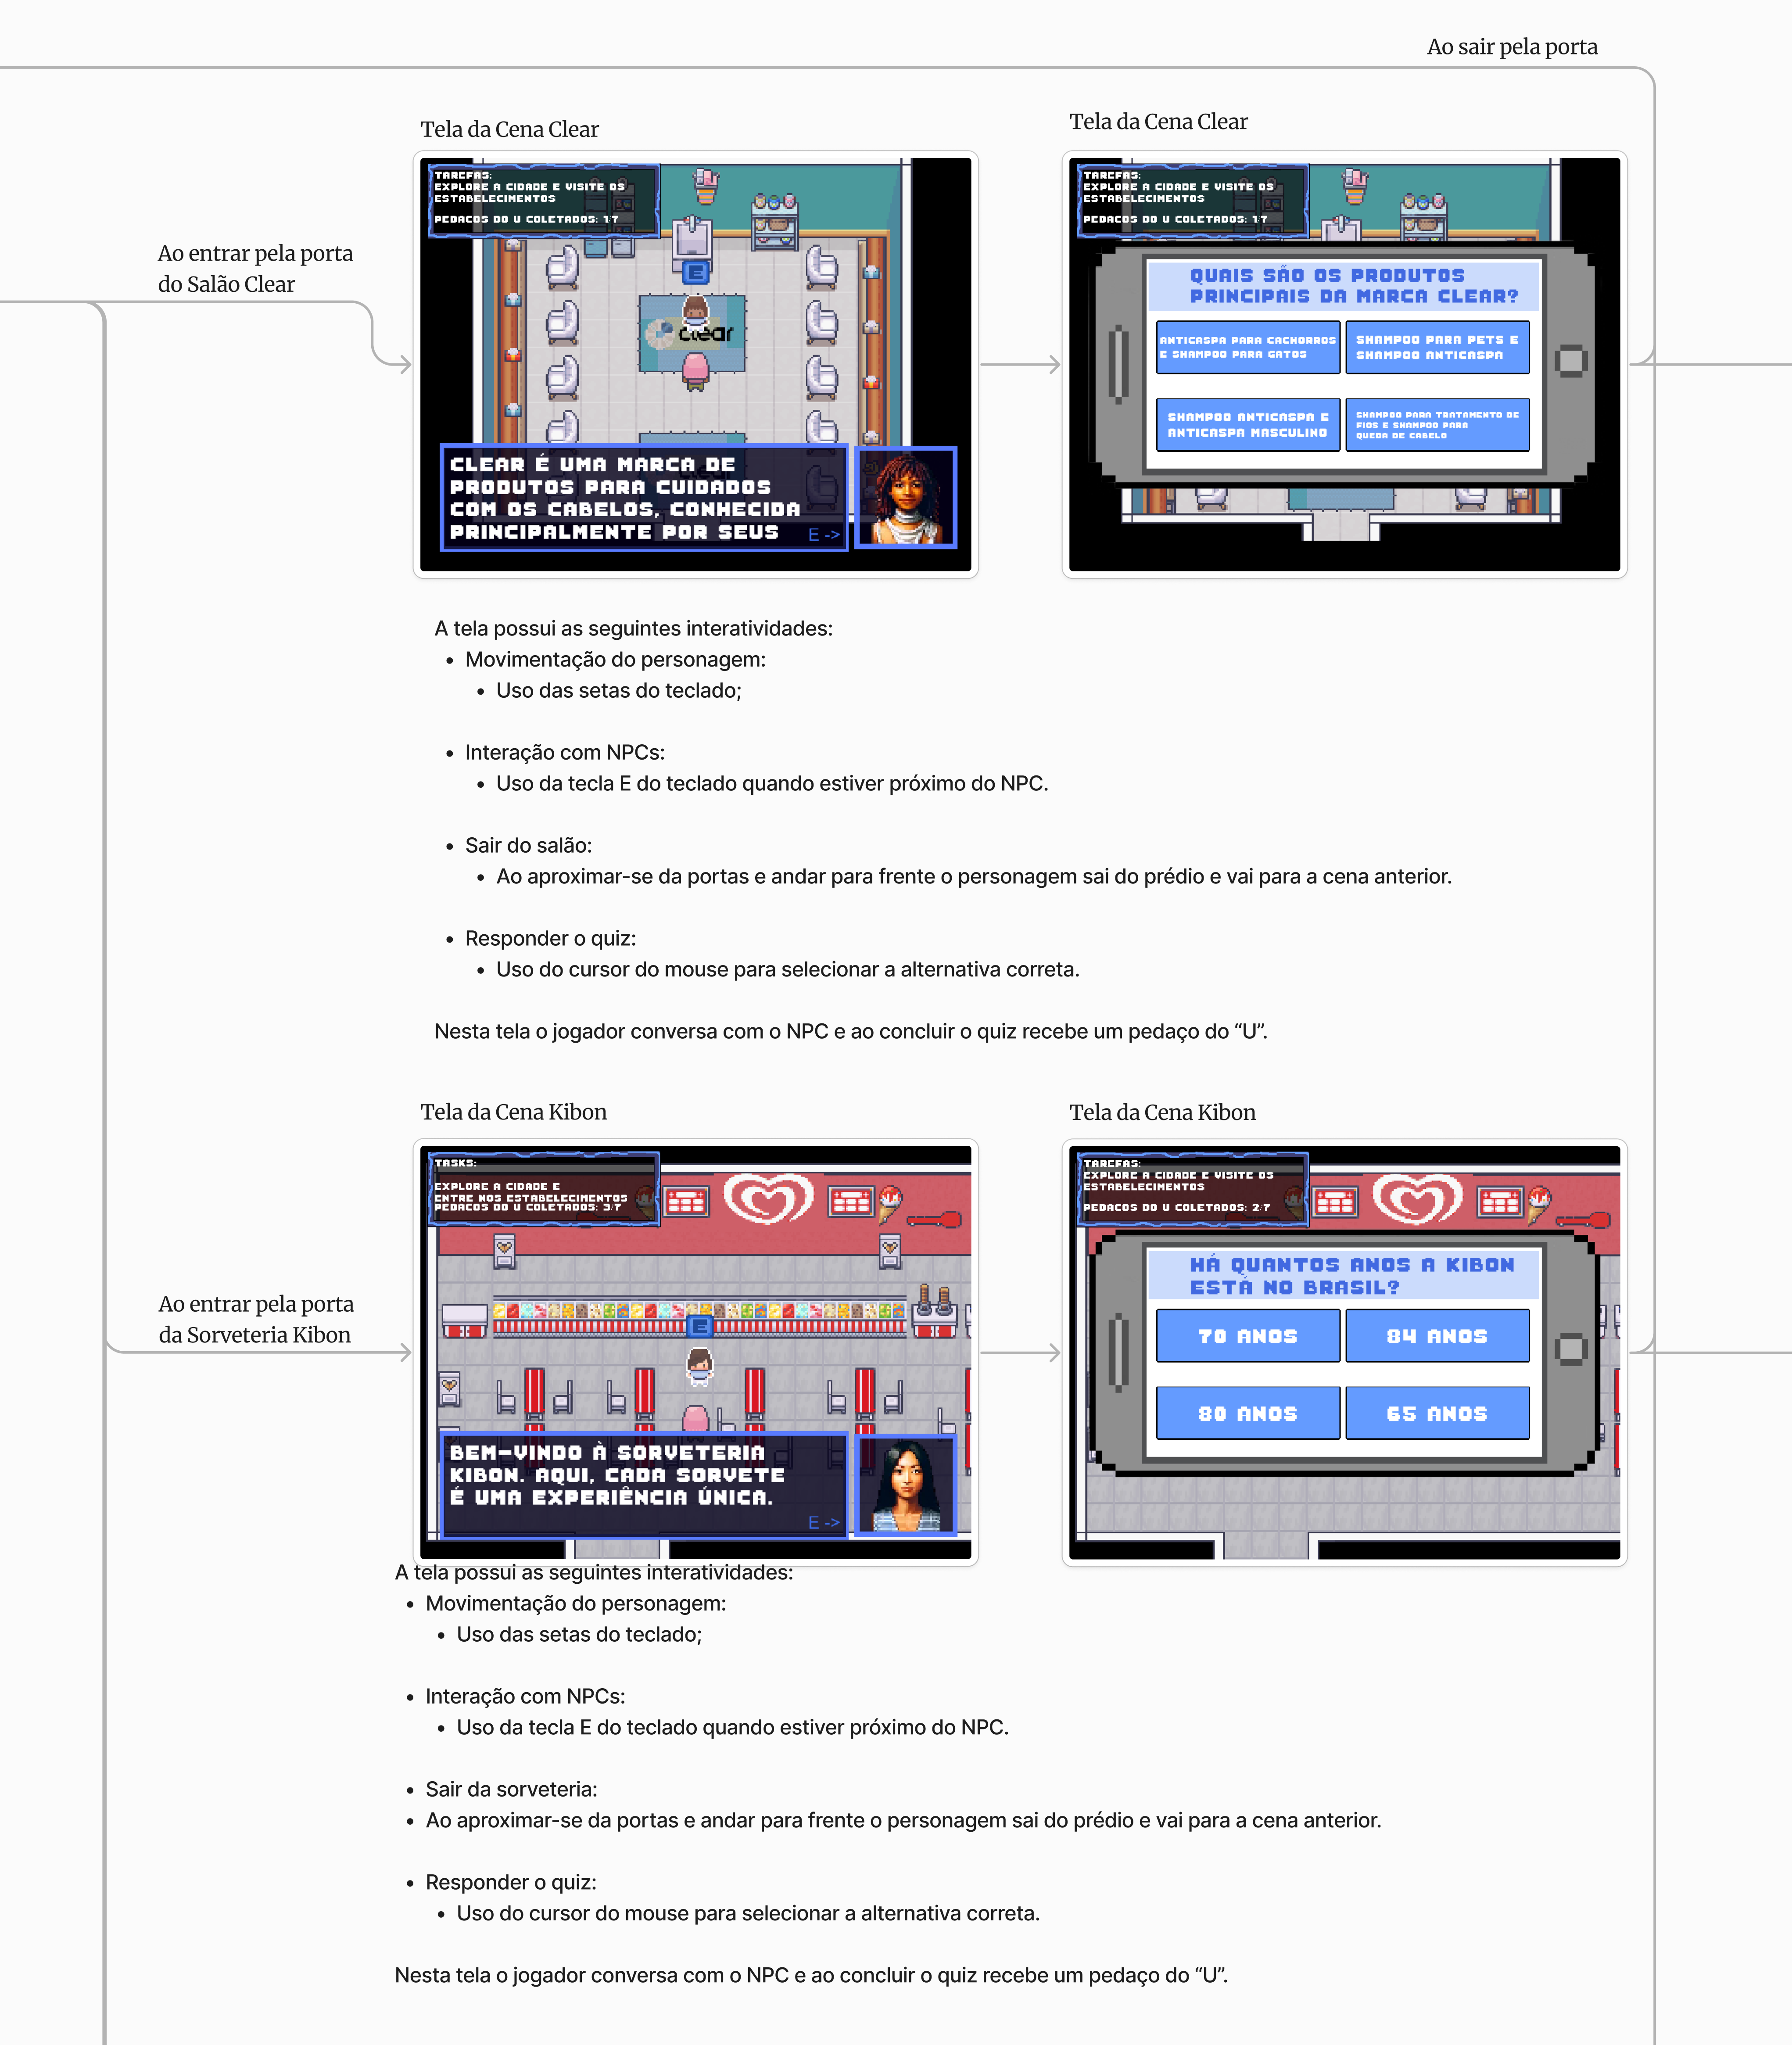 Ao sair pela porta
Tela da Cena Clear
Tela da Cena Clear
Ao entrar pela porta
do Salão Clear
TAREFAS:
EXPLORE A CIDADE E VISITE OS
ESTABELECIMENTOS
PEDACOS DO U COLETADOS: 1/7
E
clear
CLEAR É UMA MARCA DE
PRODUTOS PARA CUIDADOS
COM OS CABELOS, CONHECIDA
PRINCIPALMENTE POR SEUS
E ->
TAREFAS:
EXPLORE A CIDADE E VISITE OS
ESTABELECIMENTOS
PEDACOS DO U COLETADOS: 1/7
QUAIS SÃO OS PRODUTOS
PRINCIPAIS DA MARCA CLEAR?
ANTICASPA PARA CACHORROS
E SHAMPOO PARA GATOS
SHAMPOO PARA PETS E
SHAMPOO ANTICASPA
SHAMPOO ANTICASPA E
ANTICASPA MASCULINO
SHAMPOO PARA TRATAMENTO DE
FIOS E SHAMPOO PARA
QUEDA DE CABELO
A tela possui as seguintes interatividades:
• Movimentação do personagem:
• Uso das setas do teclado;
• Interação com NPCs:
• Uso da tecla E do teclado quando estiver próximo do NPC.
• Sair do salão:
• Ao aproximar-se da portas e andar para frente o personagem sai do prédio e vai para a cena anterior.
• Responder o quiz:
• Uso do cursor do mouse para selecionar a alternativa correta.
Nesta tela o jogador conversa com o NPC e ao concluir o quiz recebe um pedaço do “U”.
Tela da Cena Kibon
Tela da Cena Kibon
Ao entrar pela porta
da Sorveteria Kibon
TASKS:
EXPLORE A CIDADE E
ENTRE NOS ESTABELECIMENTOS
PEDACOS DO U COLETADOS: 3/7
E
BEM-VINDO À SORVETERIA
KIBON. AQUI, CADA SORVETE
É UMA EXPERIÊNCIA ÚNICA.
E ->
TAREFAS:
EXPLORE A CIDADE E VISITE OS
ESTABELECIMENTOS
PEDACOS DO U COLETADOS: 2/7
HÁ QUANTOS ANOS A KIBON
ESTÁ NO BRASIL?
70 ANOS
84 ANOS
80 ANOS
65 ANOS
A tela possui as seguintes interatividades:
• Movimentação do personagem:
• Uso das setas do teclado;
• Interação com NPCs:
• Uso da tecla E do teclado quando estiver próximo do NPC.
• Sair da sorveteria:
• Ao aproximar-se da portas e andar para frente o personagem sai do prédio e vai para a cena anterior.
• Responder o quiz:
• Uso do cursor do mouse para selecionar a alternativa correta.
Nesta tela o jogador conversa com o NPC e ao concluir o quiz recebe um pedaço do “U”.